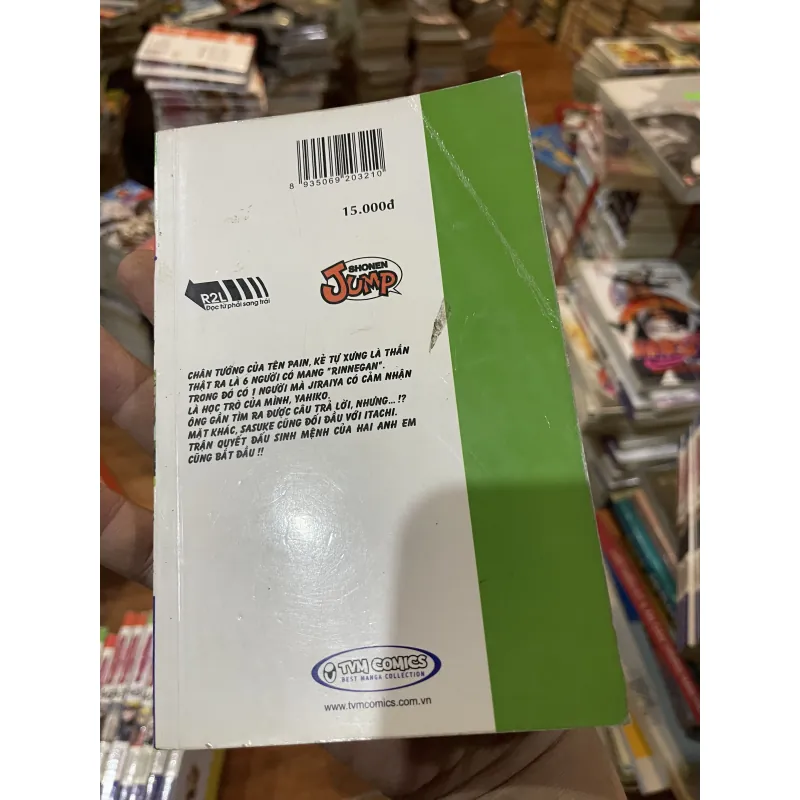 8 935069 203210
15.000đ
R2L
Đọc từ phải sang trái
SHONEN
JUMP
CHÂN TƯỚNG CỦA TÊN PAIN, KẺ TỰ XƯNG LÀ THẦN
THẬT RA LÀ 6 NGƯỜI CÓ MANG "RINNEGAN".
TRONG ĐÓ CÓ 1 NGƯỜI MÀ JIRAIYA CÓ CẢM NHẬN
LÀ HỌC TRÒ CỦA MÌNH, YAHIKO.
ÔNG GẦN TÌM RA ĐƯỢC CÂU TRẢ LỜI, NHƯNG... !?
MẶT KHÁC, SASUKE CŨNG ĐỐI ĐẦU VỚI ITACHI.
TRẬN QUYẾT ĐẤU SINH MỆNH CỦA HAI ANH EM
CŨNG BẮT ĐẦU !!
TVM COMICS
BEST MANGA COLLECTION
www.tvmcomics.com.vn